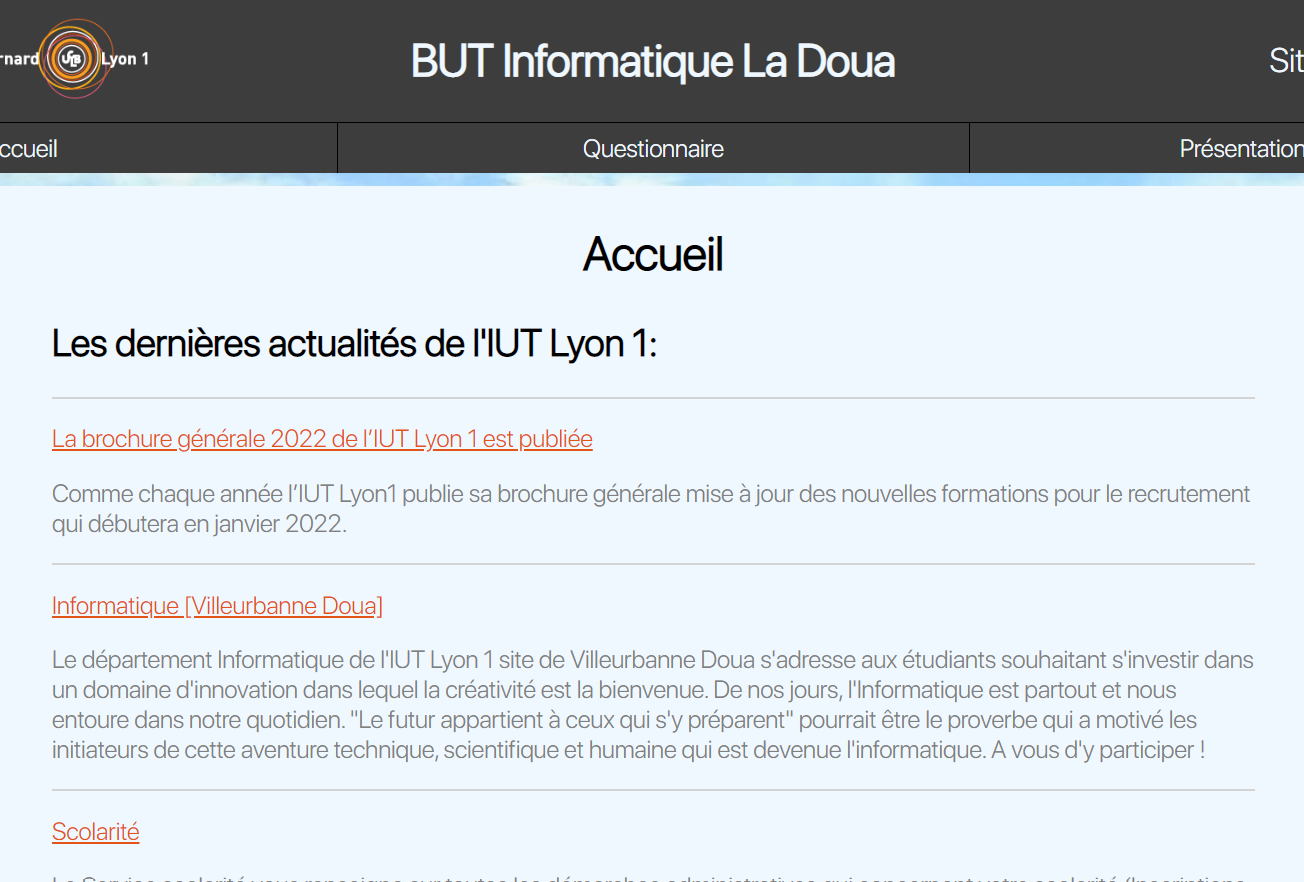 Lyon 1
BUT Informatique La Doua
Questionnaire
Présentation
Accueil
Les dernières actualités de l'IUT Lyon 1:
La brochure générale 2022 de l’IUT Lyon 1 est publiée
Comme chaque année l’IUT Lyon1 publie sa brochure générale mise à jour des nouvelles formations pour le recrutement
qui débutera en janvier 2022.
Informatique [Villeurbanne Doua]
Le département Informatique de l'IUT Lyon 1 site de Villeurbanne Doua s'adresse aux étudiants souhaitant s'investir dans
un domaine d'innovation dans lequel la créativité est la bienvenue. De nos jours, l'Informatique est partout et nous
entoure dans notre quotidien. "Le futur appartient à ceux qui s'y préparent" pourrait être le proverbe qui a motivé les
initiateurs de cette aventure technique, scientifique et humaine qui est devenue l'informatique. A vous d'y participer !
Scolarité